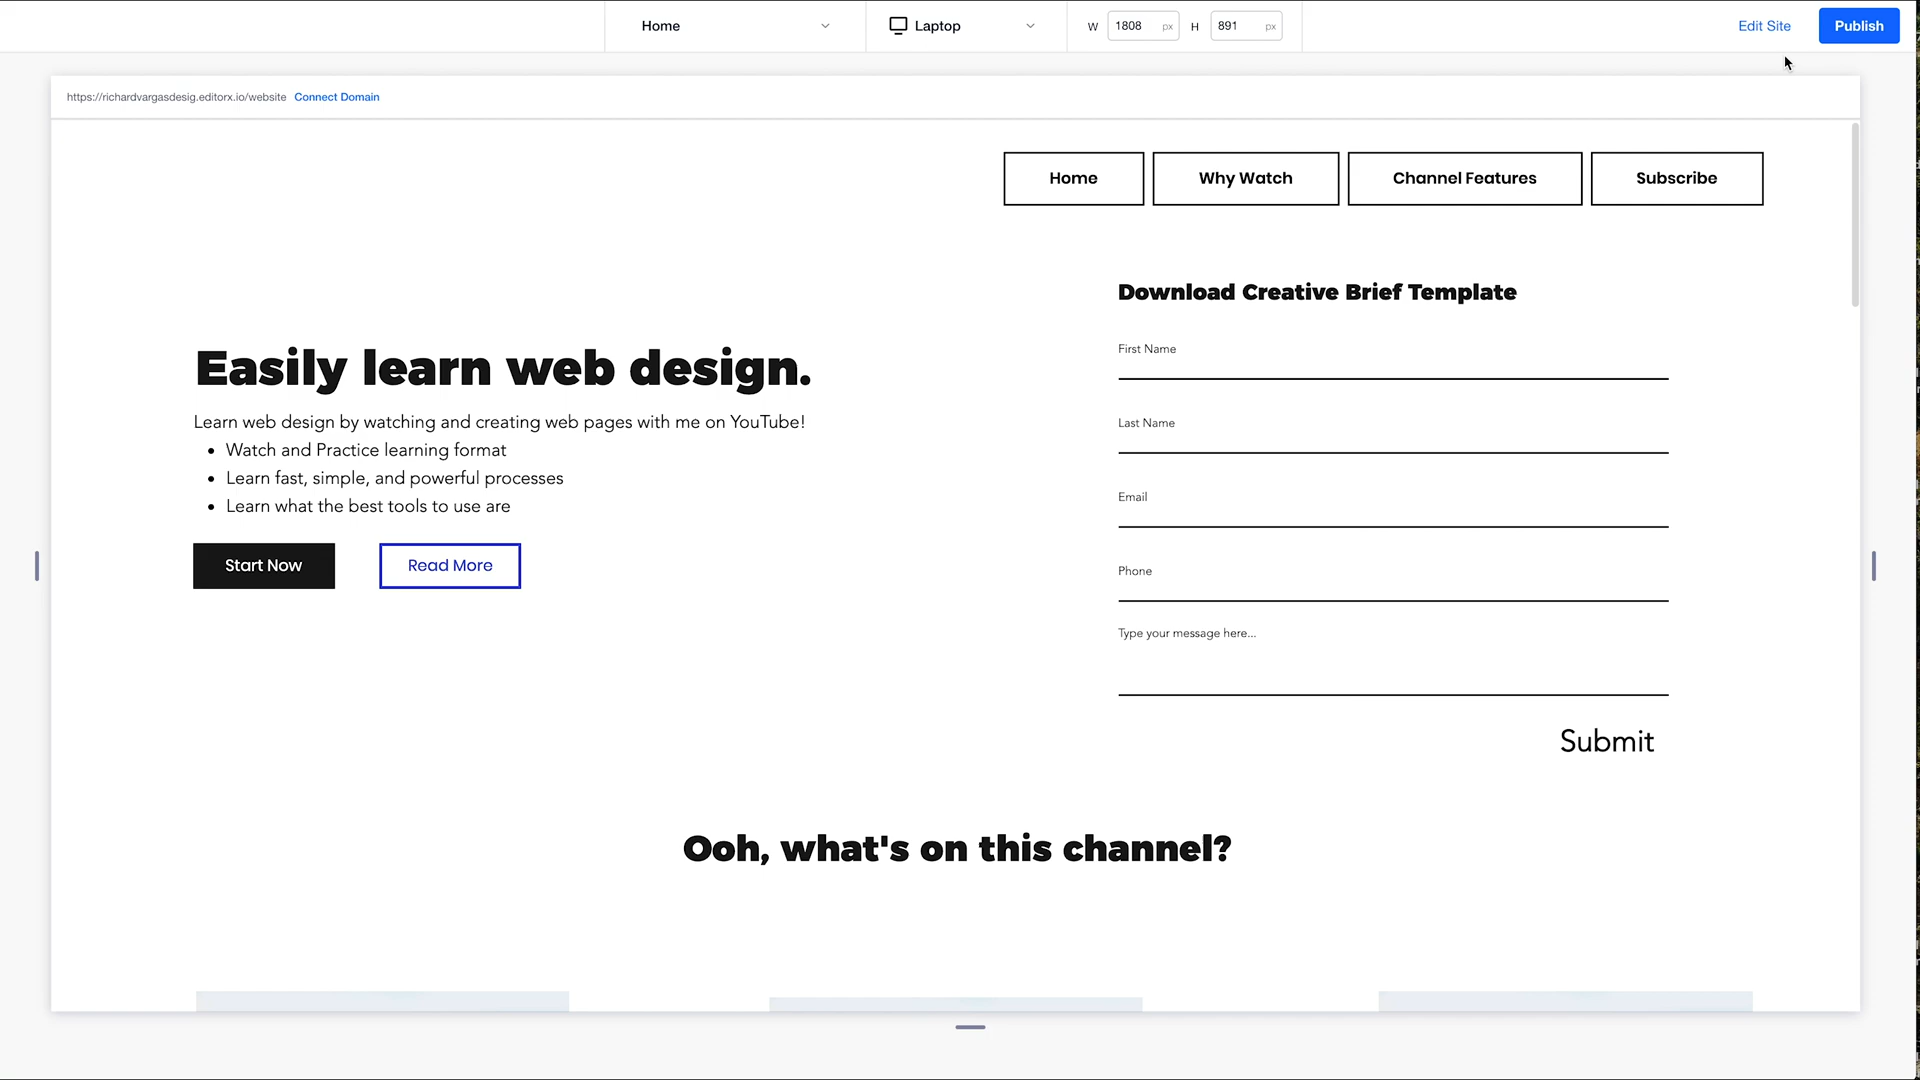 Home Laptop W 1808 px H 891 px Edit Site Publish
https://richardvargasdesig.editorx.io/website Connect Domain
Home Why Watch Channel Features Subscribe
Download Creative Brief Template
First Name
Last Name
Email
Phone
Type your message here...
Submit
Easily learn web design.
Learn web design by watching and creating web pages with me on YouTube!
• Watch and Practice learning format
• Learn fast, simple, and powerful processes
• Learn what the best tools to use are
Start Now Read More
Ooh, what's on this channel?